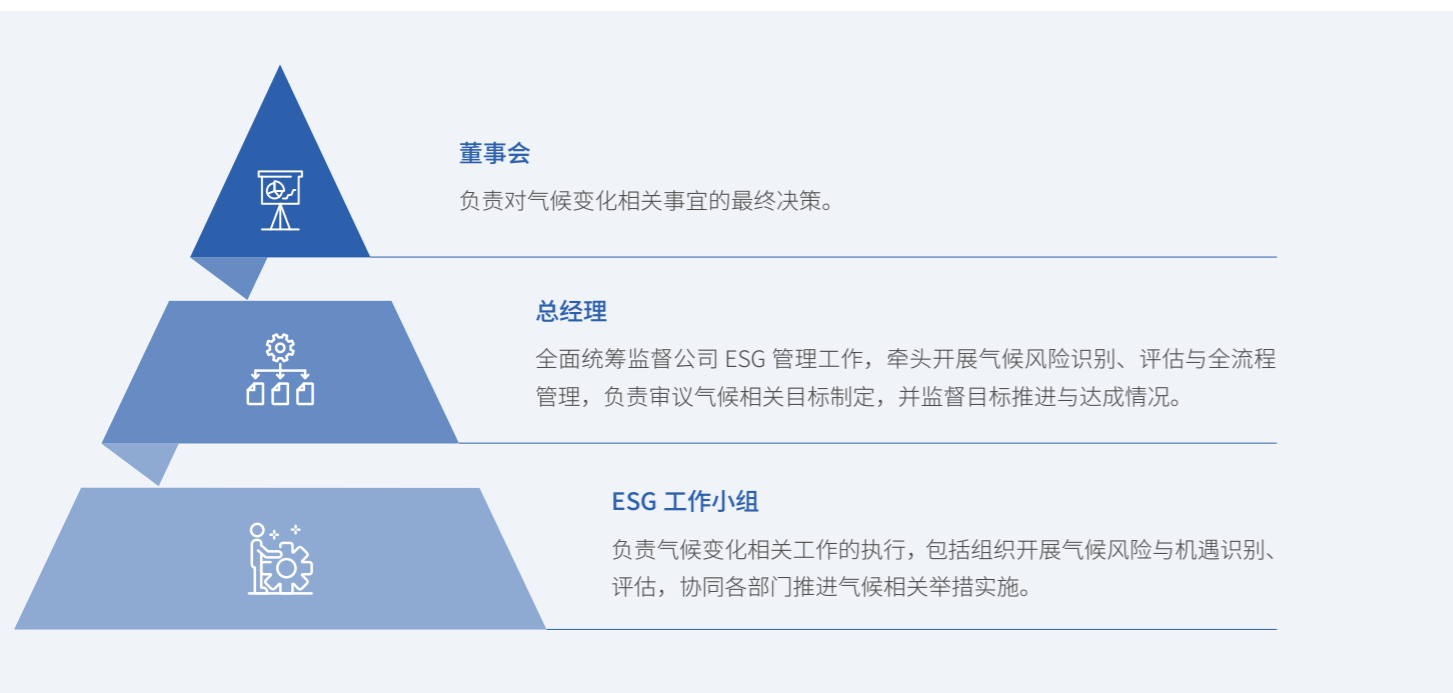 董事会
负责对气候变化相关事宜的最终决策。
总经理
全面统筹监督公司 ESG 管理工作，牵头开展气候风险识别、评估与全流程
管理，负责审议气候相关目标制定，并监督目标推进与达成情况。
ESG 工作小组
负责气候变化相关工作的执行，包括组织开展气候风险与机遇识别、
评估，协同各部门推进气候相关举措实施。